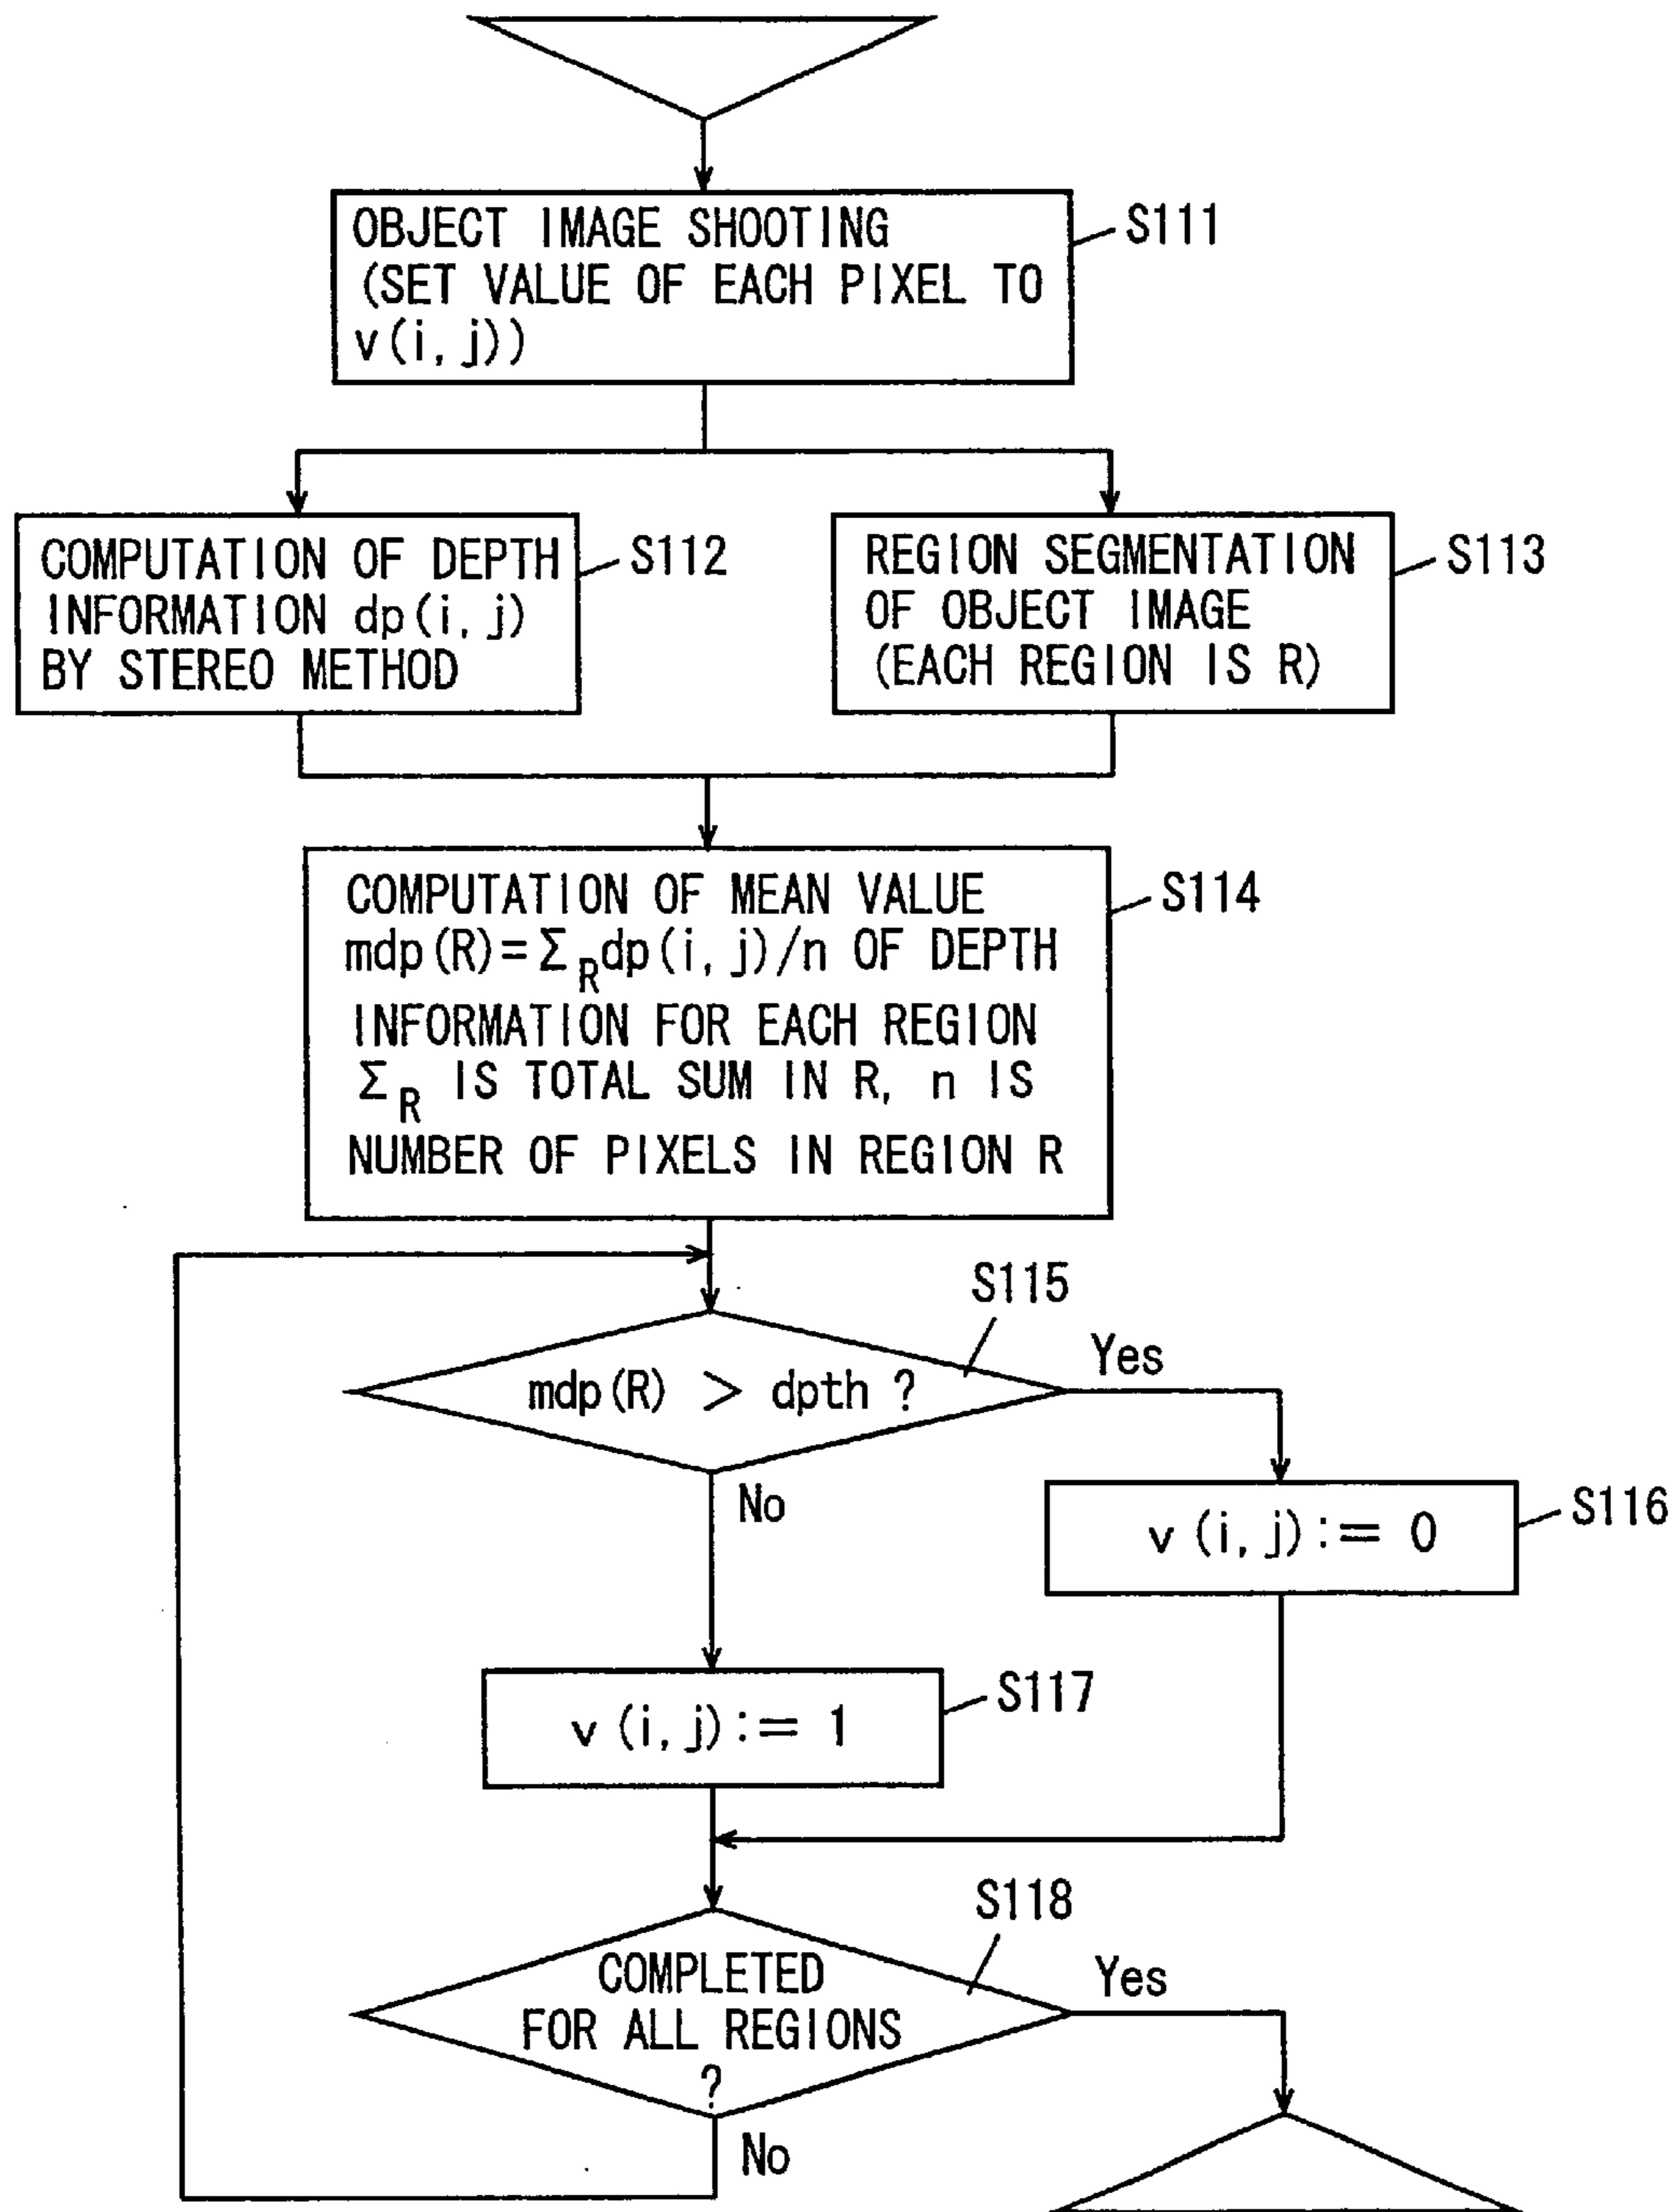 OBJECT IMAGE SHOOTING
(SET VALUE OF EACH PIXEL TO
v(i, j))
S111
COMPUTATION OF DEPTH
INFORMATION dp(i, j)
BY STEREO METHOD
S112
REGION SEGMENTATION
OF OBJECT IMAGE
(EACH REGION IS R)
S113
COMPUTATION OF MEAN VALUE
mdp(R)=Σ_R dp(i, j)/n OF DEPTH
INFORMATION FOR EACH REGION
Σ_R IS TOTAL SUM IN R, n IS
NUMBER OF PIXELS IN REGION R
S114
S115
mdp(R) > dpth ?
Yes
No
v(i, j) := 0
S116
v(i, j) := 1
S117
S118
COMPLETED
FOR ALL REGIONS
?
Yes
No